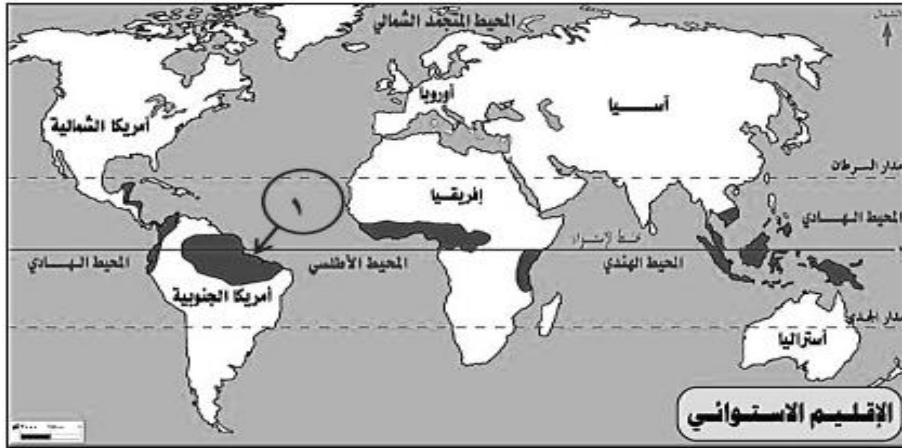 المحيط المتجمد الشمالي
الشمال
أوروبا
آسيا
أمريكا الشمالية
مدار السرطان
١
إفريقيا
المحيط الهادي
خط الإستواء
المحيط الهادي
المحيط الأطلسي
المحيط الهندي
أمريكا الجنوبية
مدار الجدي
أستراليا
الإقليم الاستوائي